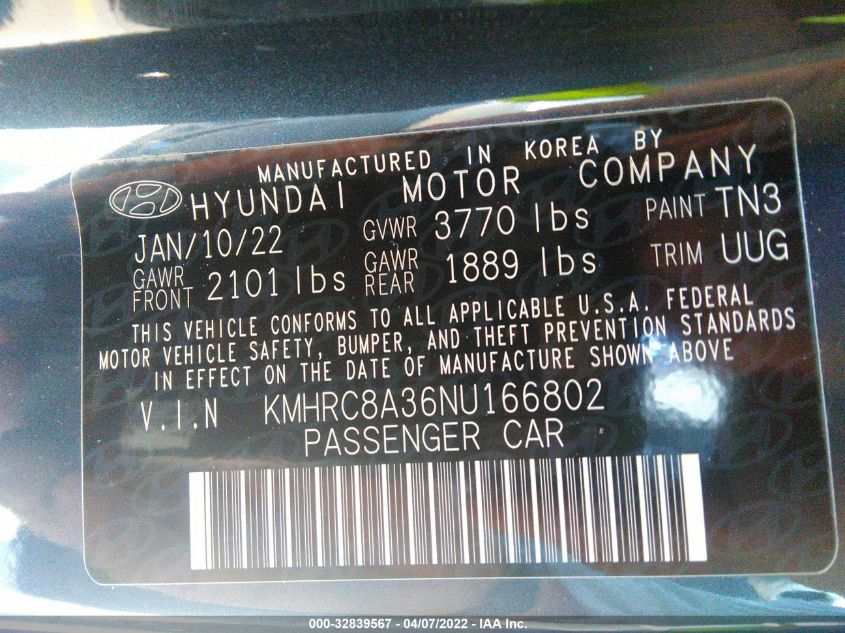 MANUFACTURED IN KOREA BY
HYUNDAI MOTOR COMPANY
JAN/10/22 GVWR 3770 lbs PAINT TN3
GAWR FRONT 2101 lbs GAWR REAR 1889 lbs TRIM UUG
THIS VEHICLE CONFORMS TO ALL APPLICABLE U.S.A. FEDERAL
MOTOR VEHICLE SAFETY, BUMPER, AND THEFT PREVENTION STANDARDS
IN EFFECT ON THE DATE OF MANUFACTURE SHOWN ABOVE
V.I.N KMHRC8A36NU166802
PASSENGER CAR
000-32839567 - 04/07/2022 - IAA Inc.